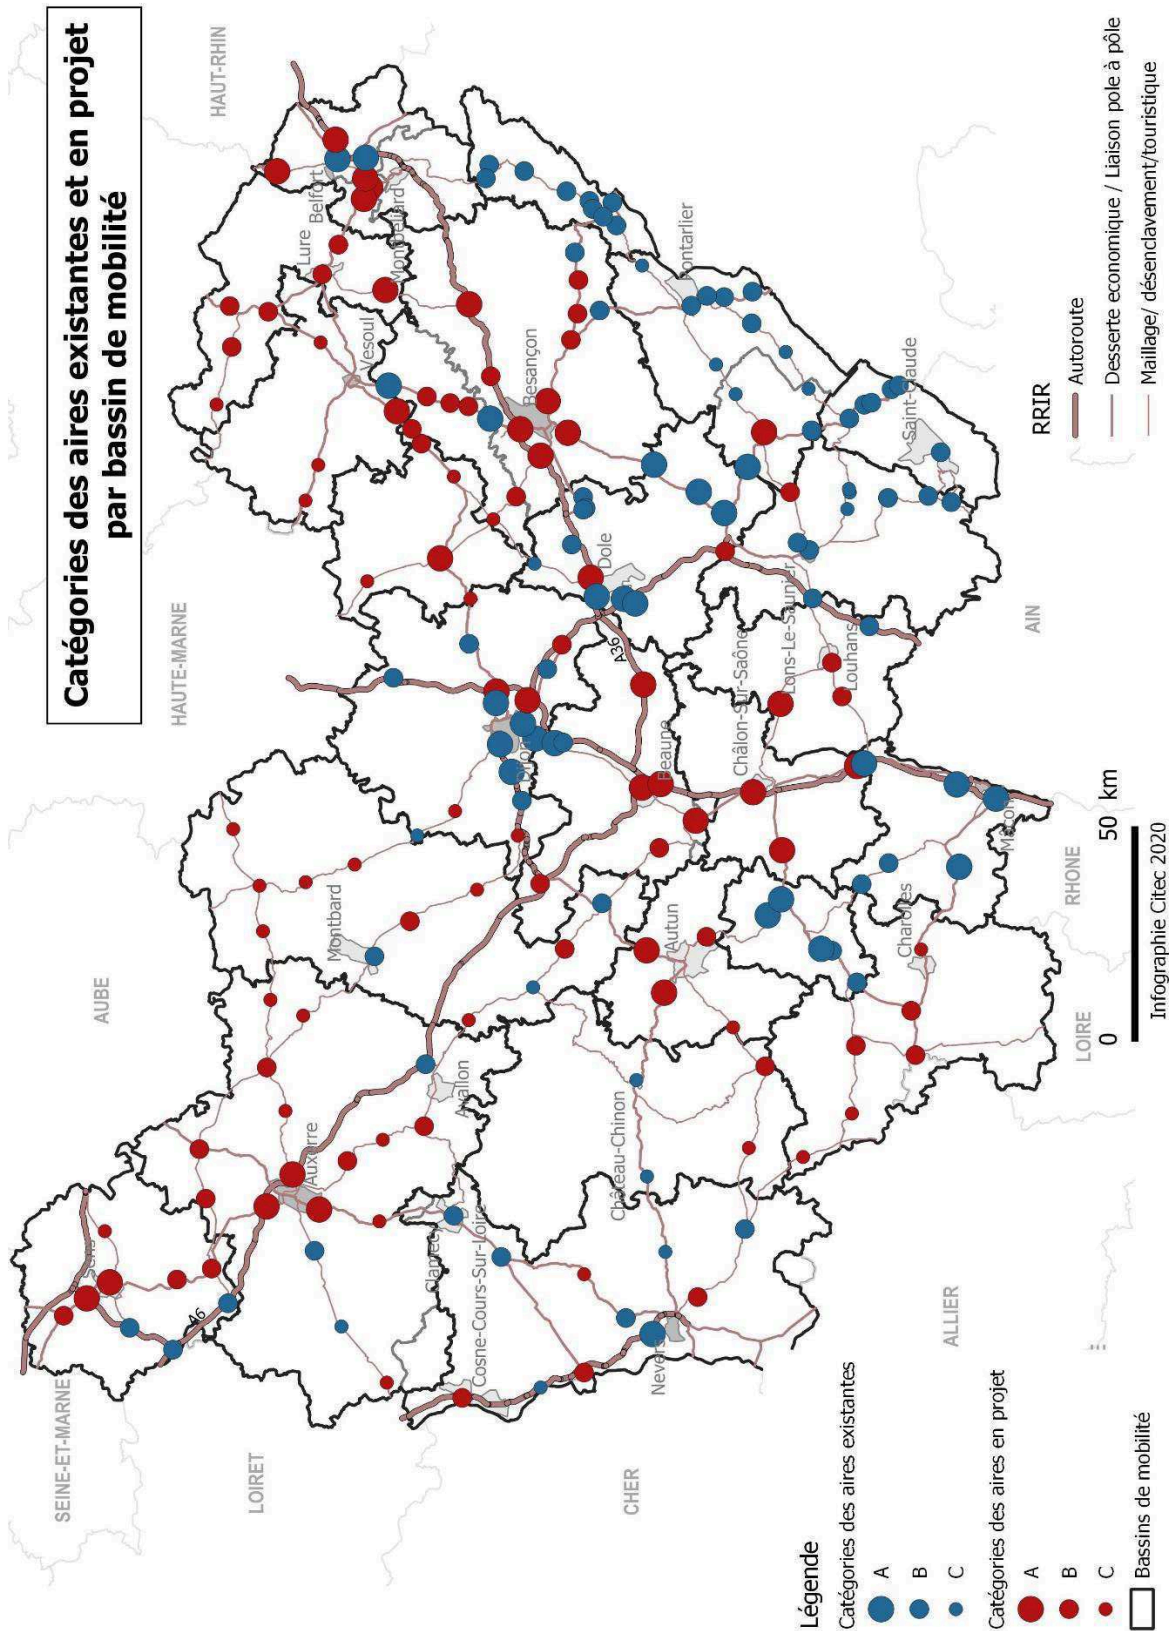 Catégories des aires existantes et en projet
par bassin de mobilité
SEINE-ET-MARNE
AUBE
HAUTE-MARNE
HAUT-RHIN
LOIRET
CHER
ALLIER
LOIRE
RHONE
AIN
Sens
A6
Auxerre
Montbard
Avallon
Clamecy
Cosne-Cours-Sur-Loire
Nevers
Château-Chinon
Autun
Dijon
Beaune
A36
Dole
Besançon
Vesoul
Lure
Belfort
Montbéliard
Pontarlier
Saint-Claude
Lons-Le-Saunier
Louhans
Châlon-Sur-Saône
Charolles
Mâcon
Légende
Catégories des aires existantes
A
B
C
Catégories des aires en projet
A
B
C
Bassins de mobilité
0 50 km
Infographie Citec 2020
RRIR
Autoroute
Desserte economique / Liaison pole à pôle
Maillage/ désenclavement/touristique